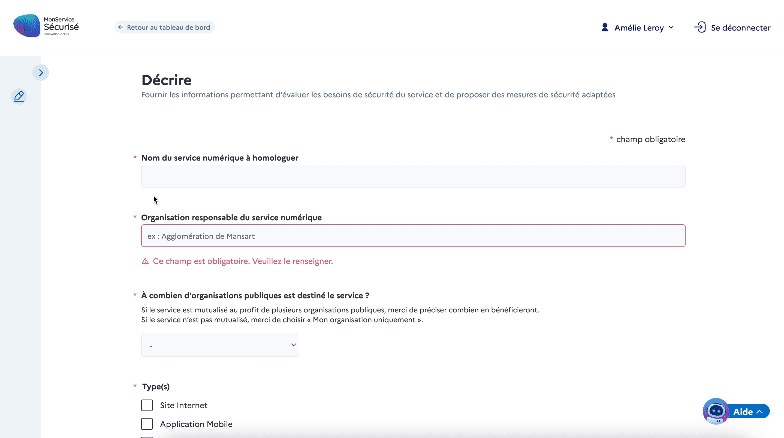 MonService
Sécurisé
← Retour au tableau de bord
Amélie Leroy
Se déconnecter
Décrire
Fournir les informations permettant d'évaluer les besoins de sécurité du service et de proposer des mesures de sécurité adaptées
* champ obligatoire
* Nom du service numérique à homologuer
* Organisation responsable du service numérique
ex : Agglomération de Mansart
Ce champ est obligatoire. Veuillez le renseigner.
* À combien d'organisations publiques est destiné le service ?
Si le service est mutualisé au profit de plusieurs organisations publiques, merci de préciser combien en bénéficieront.
Si le service n'est pas mutualisé, merci de choisir « Mon organisation uniquement ».
-
* Type(s)
Site Internet
Application Mobile
Aide